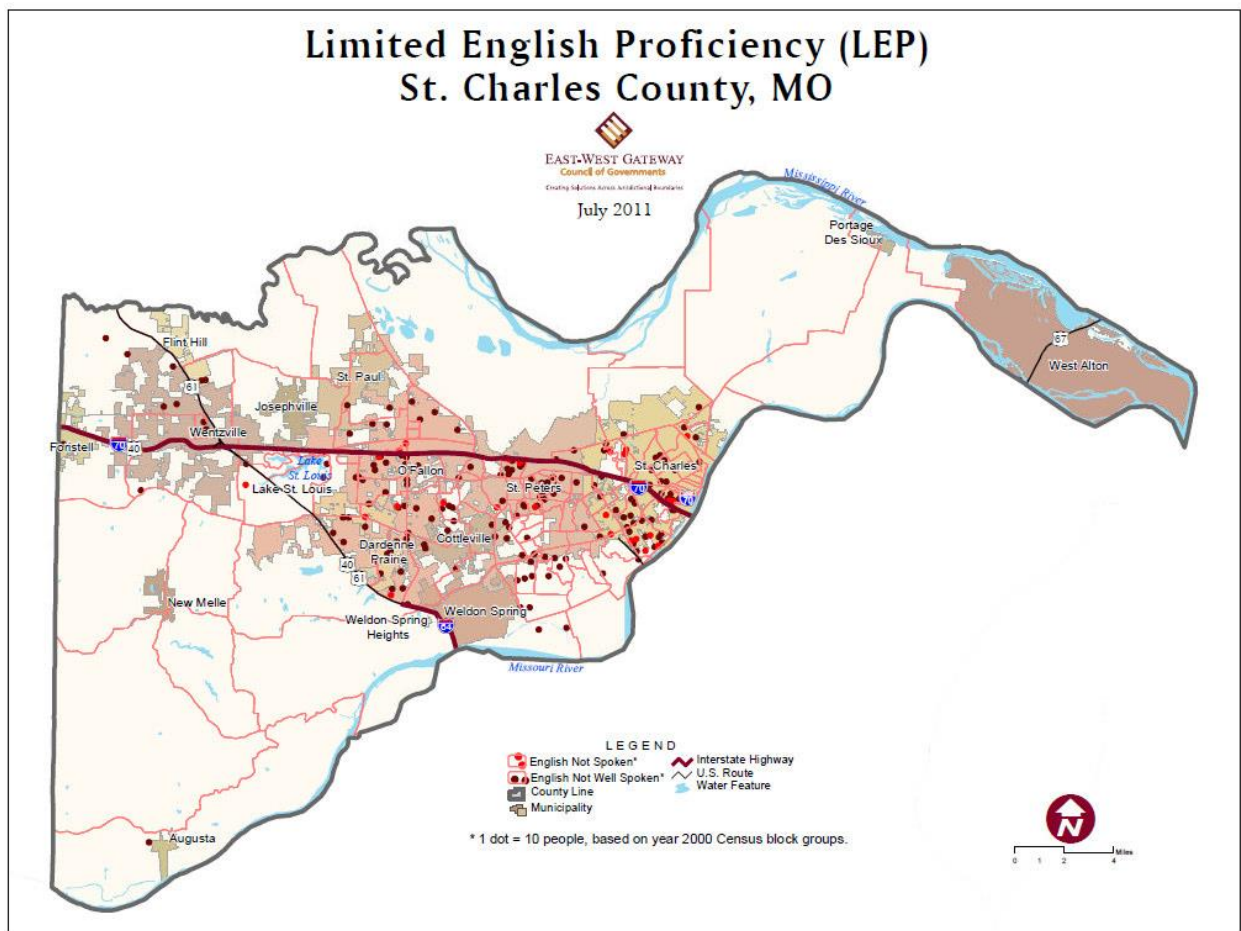 Limited English Proficiency (LEP)
St. Charles County, MO
EAST-WEST GATEWAY
Council of Governments
Creating Solutions Across Jurisdictional Boundaries
July 2011
Mississippi River
Portage
Des Sioux
67
West Alton
Flint Hill
St. Paul
61
Josephville
Wentzville
Foristell
70
40
Lake
St. Louis
O'Fallon
St. Charles
Lake St. Louis
St. Peters
70
70
Dardenne
Prairie
Cottleville
40
61
New Melle
Weldon Spring
Weldon Spring
Heights
64
Missouri River
LEGEND
English Not Spoken*
Interstate Highway
English Not Well Spoken*
U.S. Route
County Line
Water Feature
Municipality
* 1 dot = 10 people, based on year 2000 Census block groups.
Augusta
N
Miles
0 1 2 4